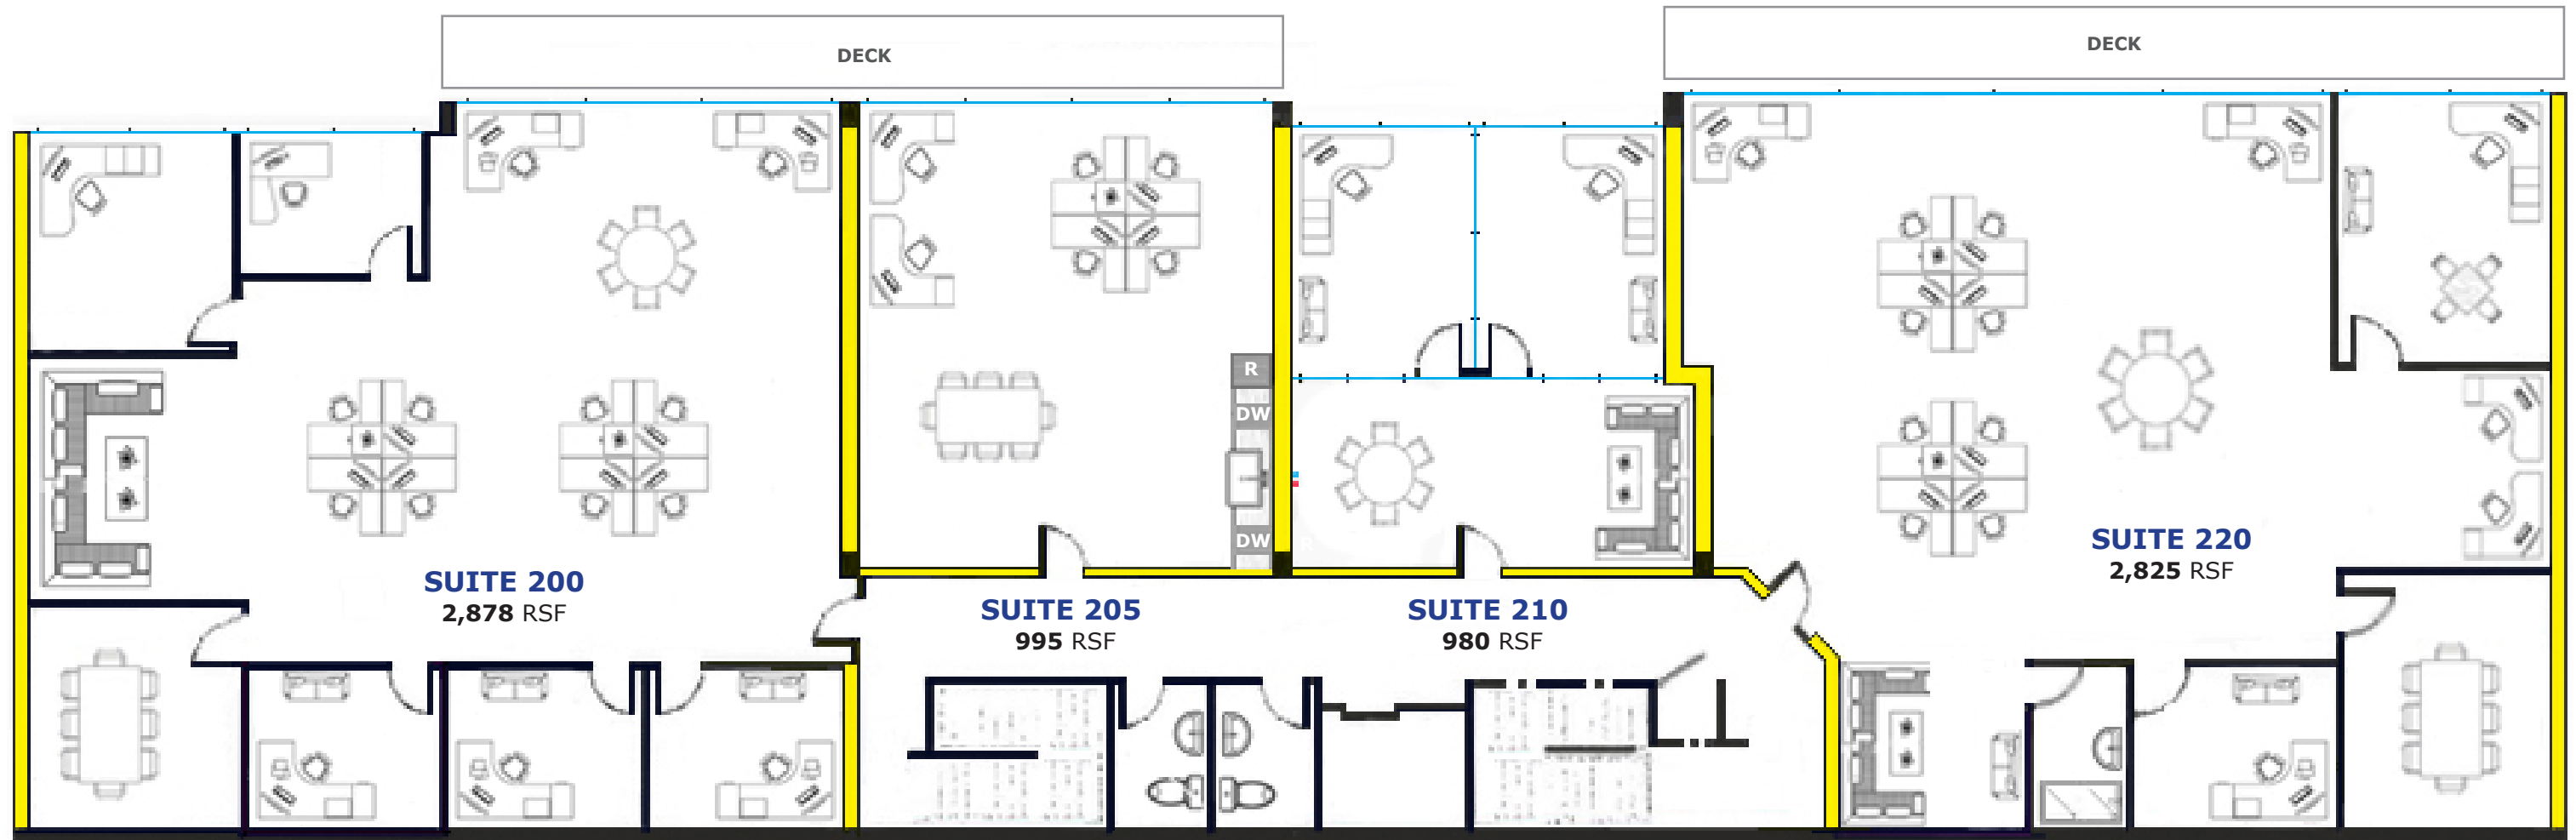 DECK
DECK
R
DW
DW
SUITE 200
2,878 RSF
SUITE 205
995 RSF
SUITE 210
980 RSF
SUITE 220
2,825 RSF